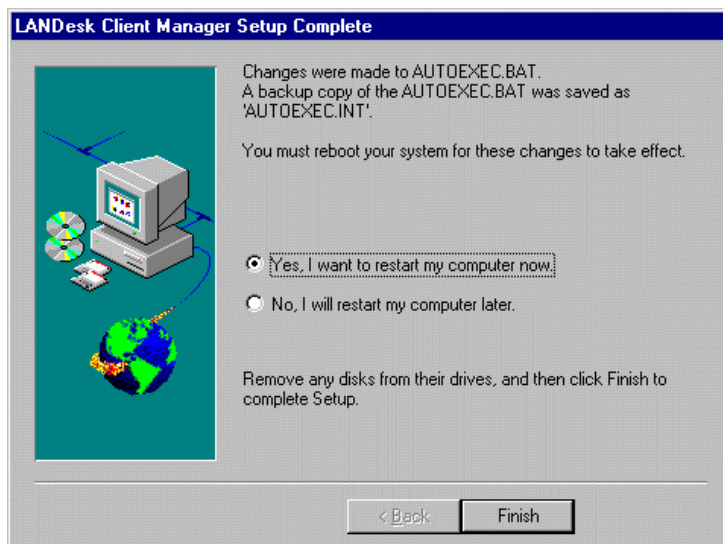 LANDesk Client Manager Setup Complete
Changes were made to AUTOEXEC.BAT.
A backup copy of the AUTOEXEC.BAT was saved as
'AUTOEXEC.INT'.
You must reboot your system for these changes to take effect.
Yes, I want to restart my computer now.
No, I will restart my computer later.
Remove any disks from their drives, and then click Finish to
complete Setup.
< Back
Finish